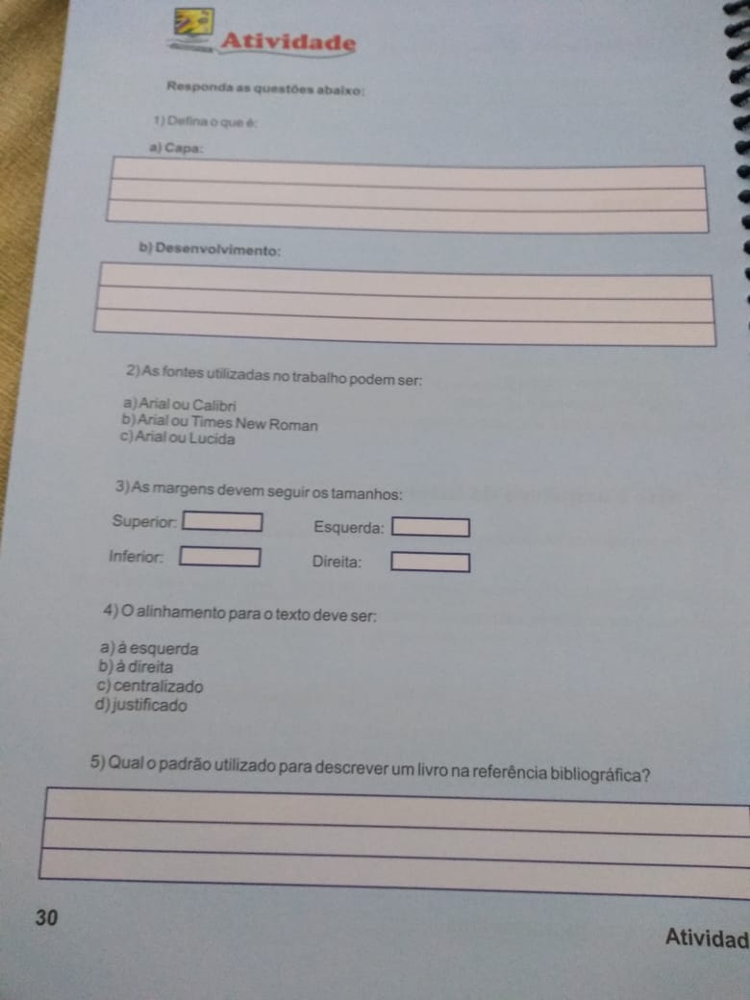 Atividade
Responda as questões abaixo:
1) Defina o que é:
a) Capa:
b) Desenvolvimento:
2) As fontes utilizadas no trabalho podem ser:
a) Arial ou Calibri
b) Arial ou Times New Roman
c) Arial ou Lucida
3) As margens devem seguir os tamanhos:
Superior: Esquerda:
Inferior: Direita:
4) O alinhamento para o texto deve ser:
a) à esquerda
b) à direita
c) centralizado
d) justificado
5) Qual o padrão utilizado para descrever um livro na referência bibliográfica?
30
Atividad